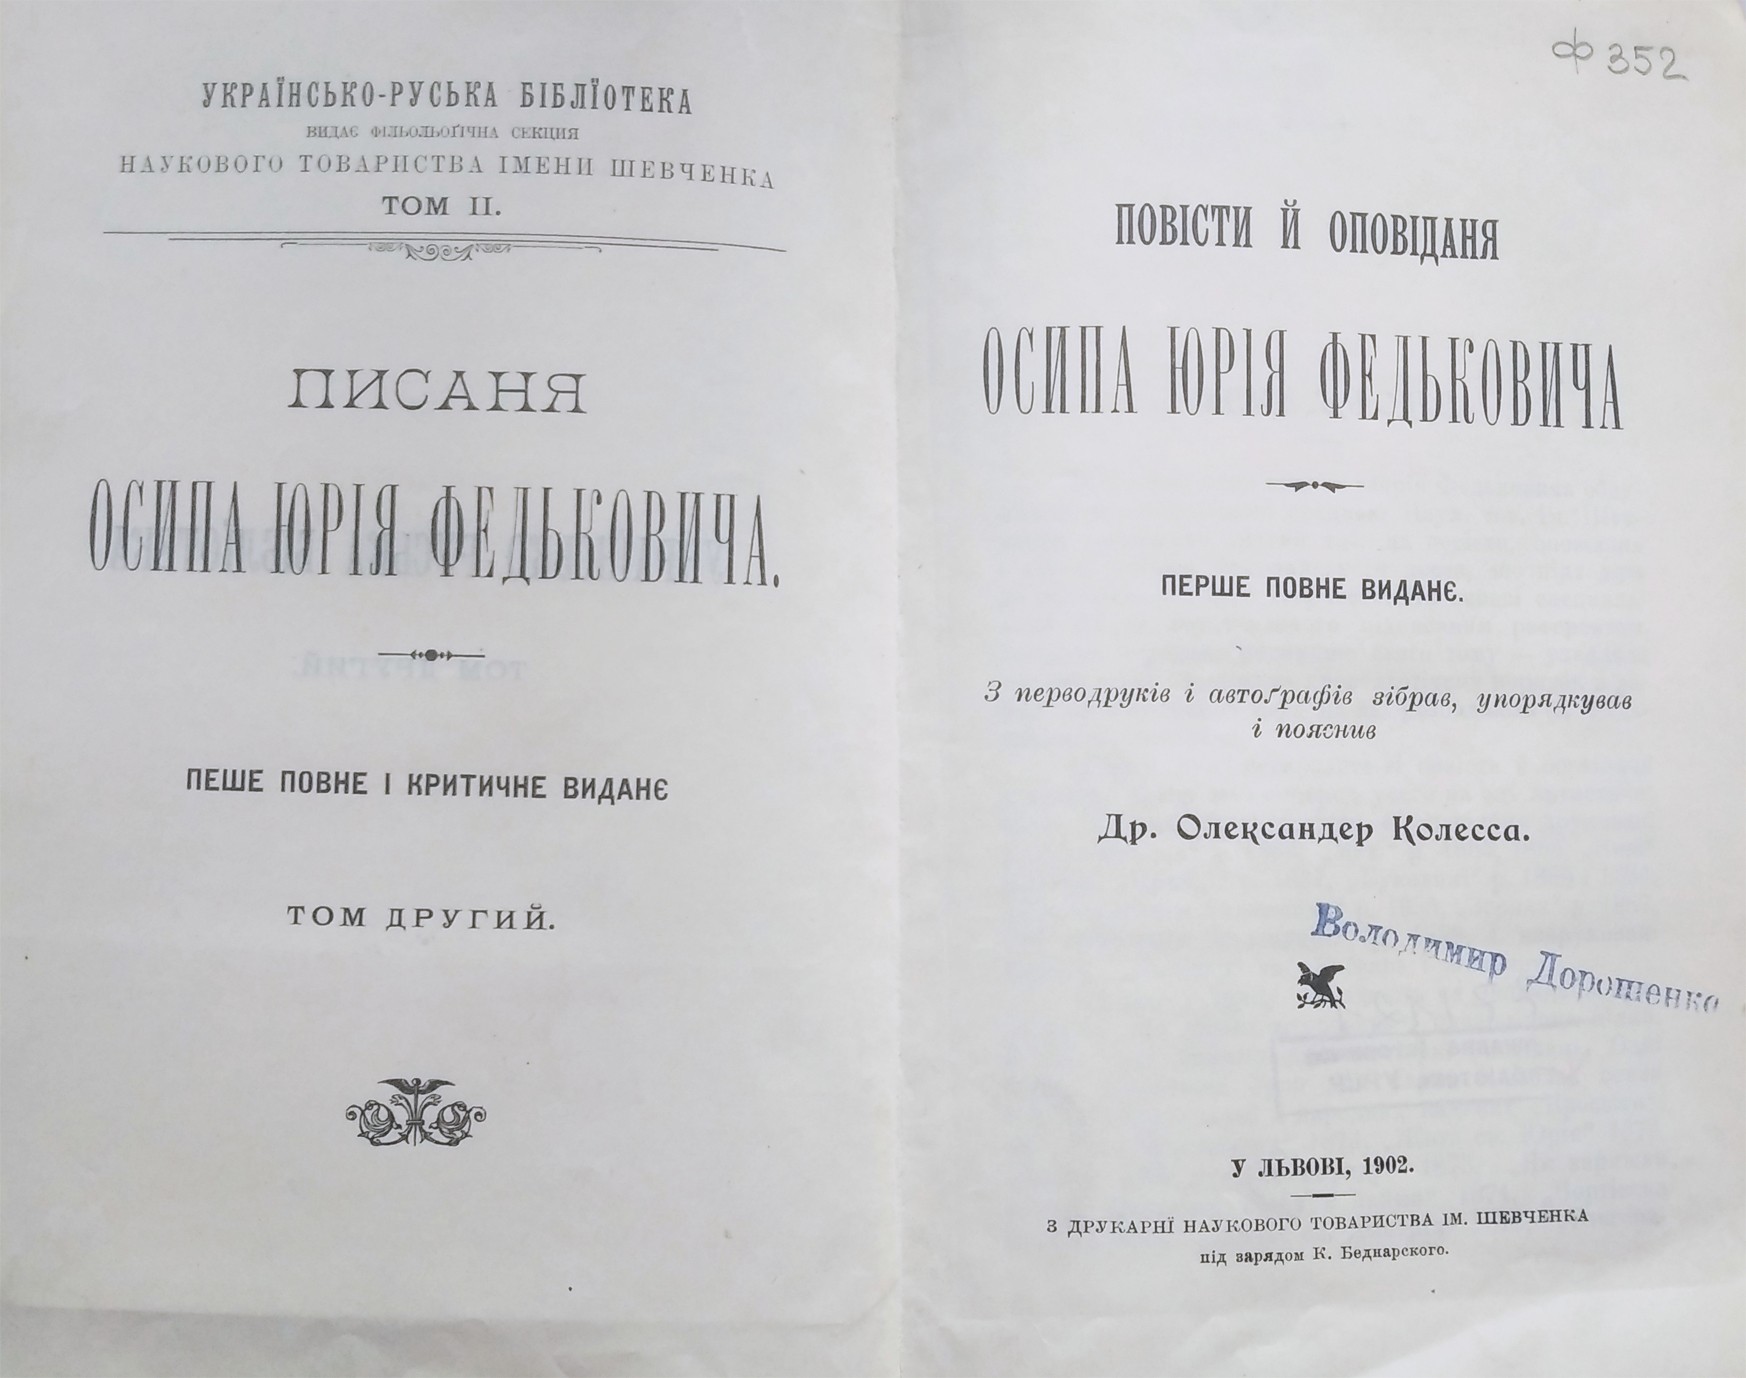 УКРАЇНСЬКО-РУСЬКА БІБЛЇОТЕКА
ВИДАЄ ФІЛЬОЛЬОҐІЧНА СЕКЦИЯ
НАУКОВОГО ТОВАРИСТВА ІМЕНИ ШЕВЧЕНКА
ТОМ II.
ПИСАНЯ
ОСИПА ЮРІЯ ФЕДЬКОВИЧА.
ПЕШЕ ПОВНЕ І КРИТИЧНЕ ВИДАНЄ
ТОМ ДРУГИЙ.
ф 352
ПОВІСТИ Й ОПОВІДАНЯ
ОСИПА ЮРІЯ ФЕДЬКОВИЧА
ПЕРШЕ ПОВНЕ ВИДАНЄ.
З перводруків і автоґрафів зібрав, упорядкував
і пояснив
Др. Олександер Колесса.
Володимир Дорошенко
У ЛЬВОВІ, 1902.
З ДРУКАРНЇ НАУКОВОГО ТОВАРИСТВА ІМ. ШЕВЧЕНКА
під зарядом К. Беднарского.